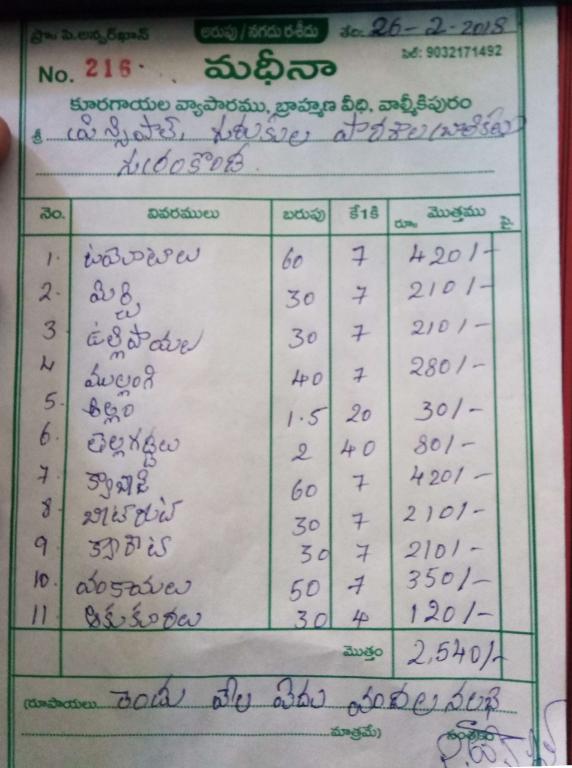 ప్రొ॥ పి.అన్వర్‌ఖాన్ అరువు / నగదు రశీదు తేది. 26-2-2018
సెల్: 9032171492
No. 216. మదీనా
కూరగాయల వ్యాపారము, బ్రాహ్మణ వీధి, వాల్మీకిపురం
శ్రీ ప్రిన్సిపాల్, గురుకుల పాఠశాల (బాలికలు)
గుర్రంకొండ.
నెం. వివరములు బరువు కే1కి రూ. మొత్తము పై.
1. టమోటాలు 60 7 420/-
2. మిర్చి 30 7 210/-
3 ఉల్లిపాయలు 30 7 210/-
4 ముల్లంగి 40 7 280/-
5. అల్లం 1.5 20 30/-
6. తెల్లగడ్డలు 2 40 80/-
7. క్యాబేజి 60 7 420/-
8 బీటరూట్ 30 7 210/-
9 క్యారెట్ 30 7 210/-
10. వంకాయలు 50 7 350/-
11 ఆకుకూరలు 30 4 120/-
మొత్తం 2,540/-
(రూపాయలు రెండు వేల ఐదు వందల నలభై
మాత్రమే) సంతకం